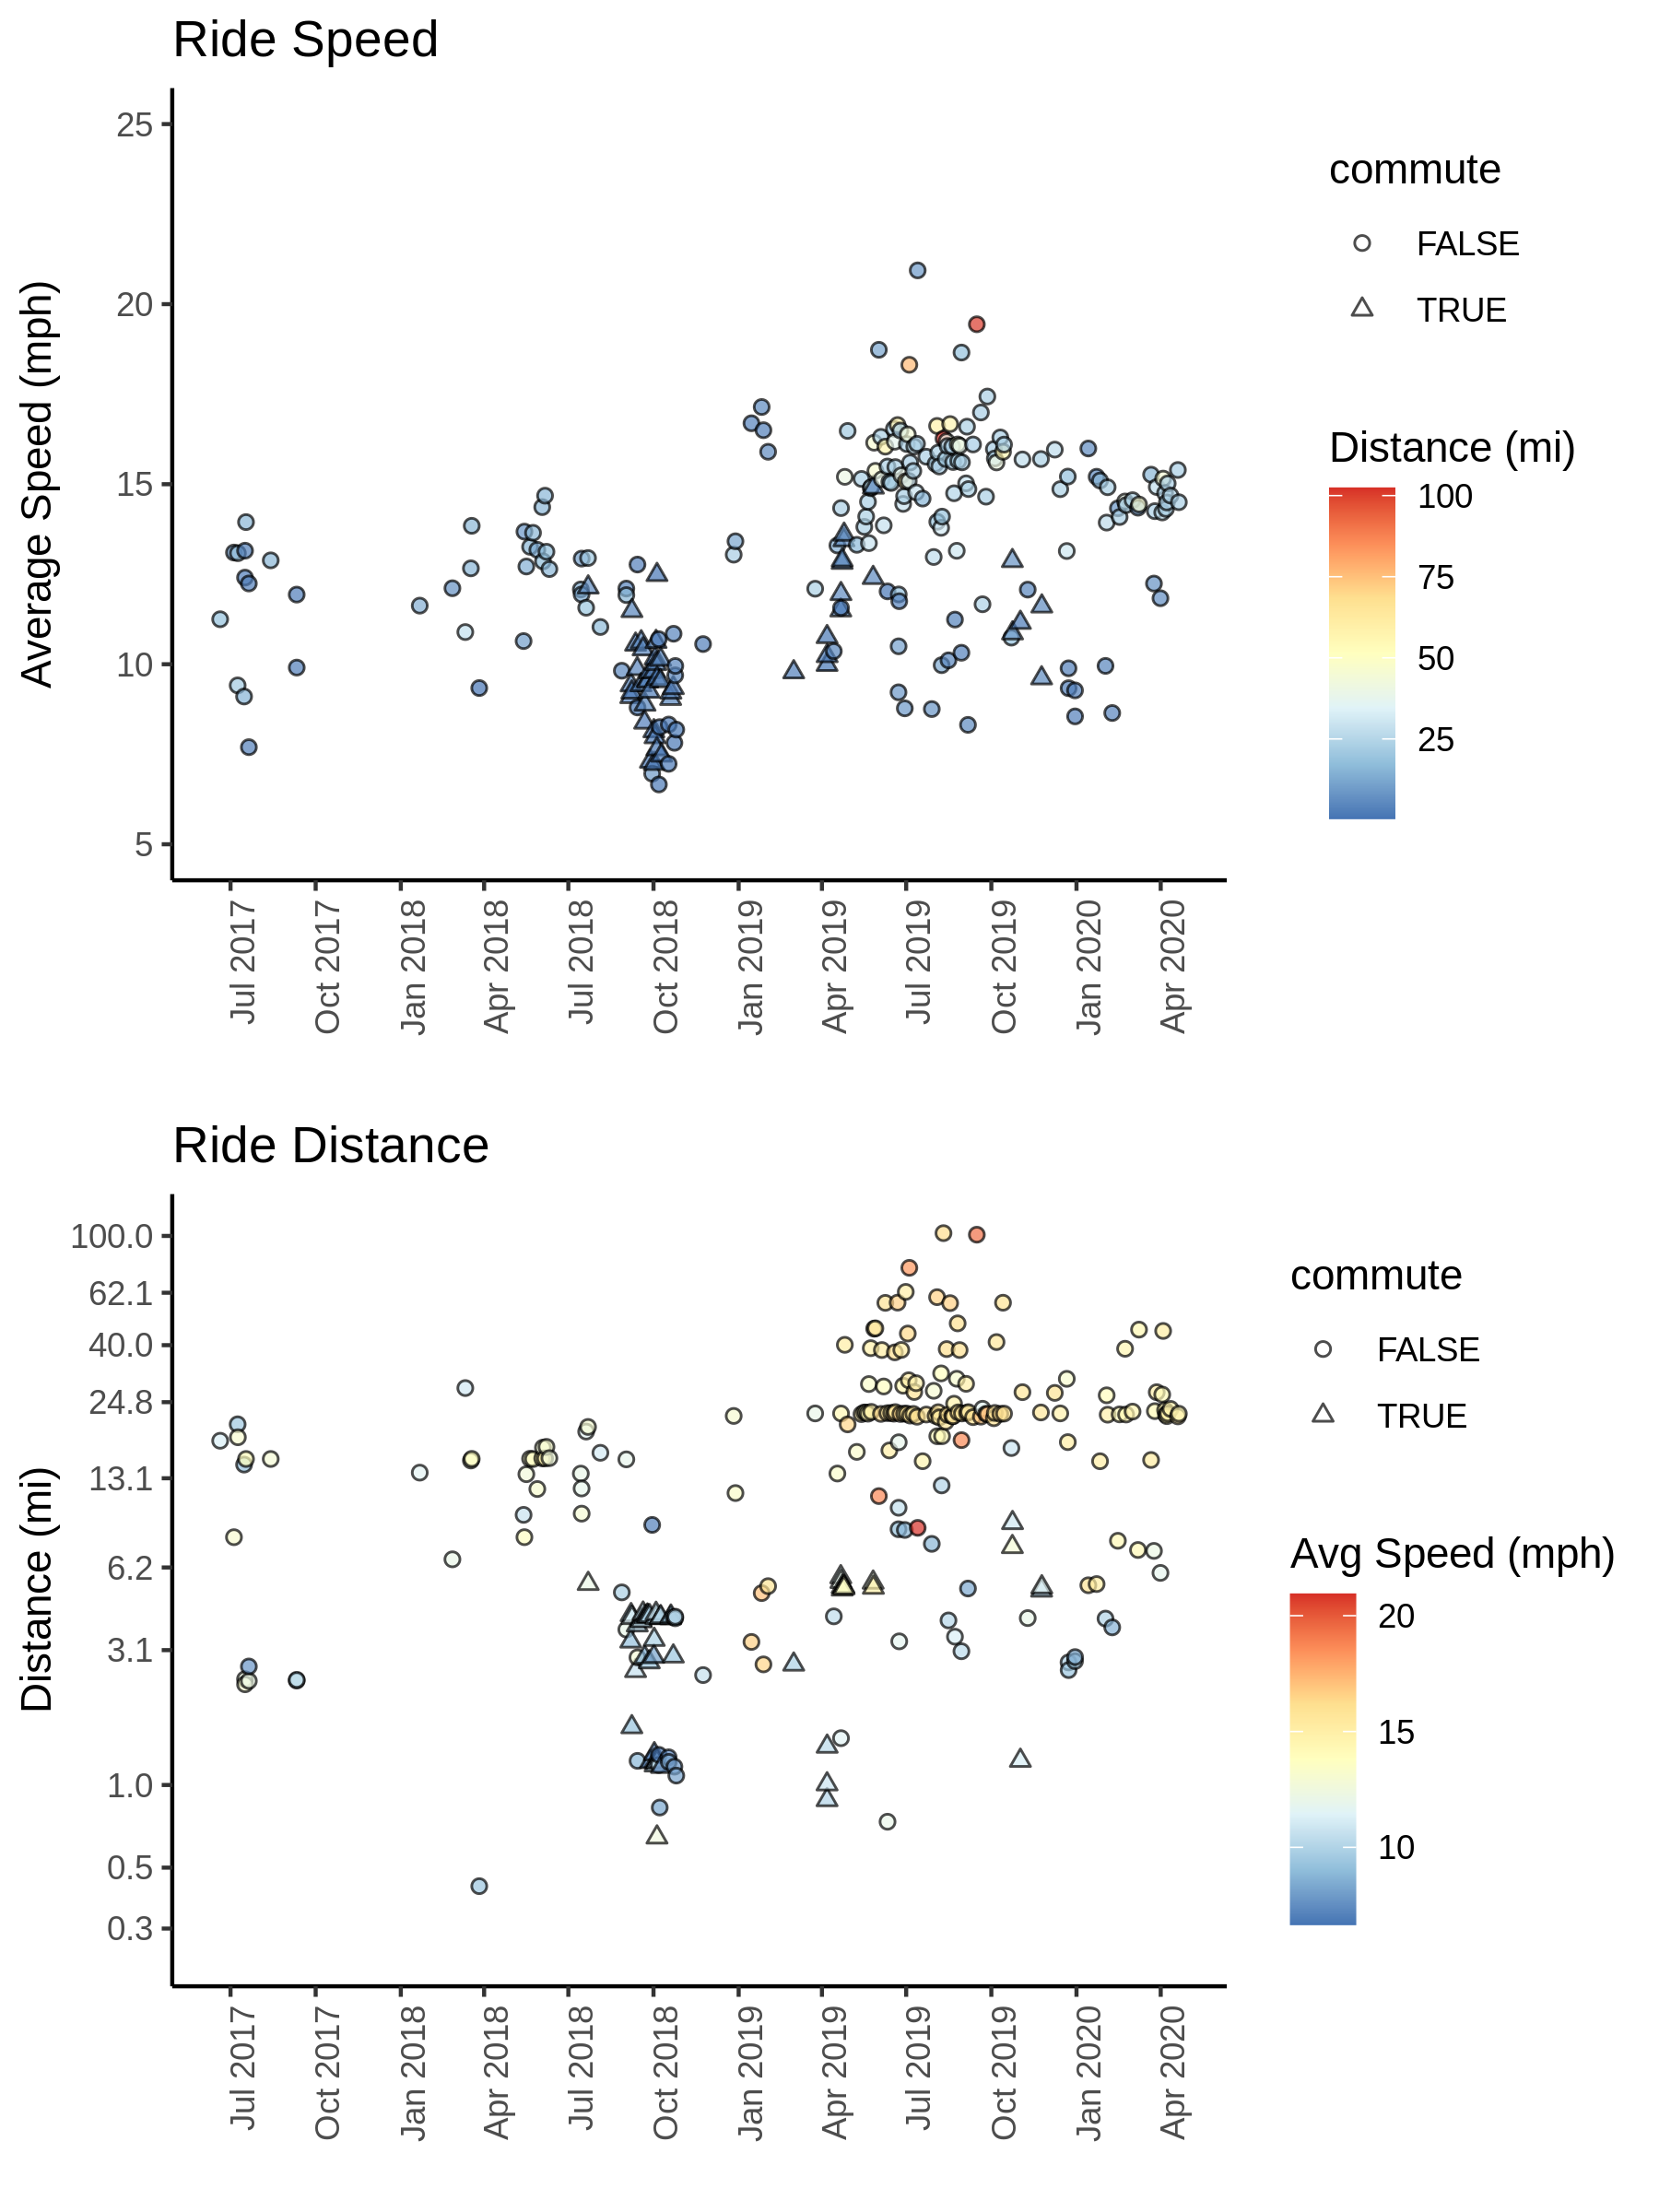 Ride Speed
Average Speed (mph)
25
20
15
10
5
Jul 2017
Oct 2017
Jan 2018
Apr 2018
Jul 2018
Oct 2018
Jan 2019
Apr 2019
Jul 2019
Oct 2019
Jan 2020
Apr 2020
commute
FALSE
TRUE
Distance (mi)
100
75
50
25
Ride Distance
Distance (mi)
100.0
62.1
40.0
24.8
13.1
6.2
3.1
1.0
0.5
0.3
Jul 2017
Oct 2017
Jan 2018
Apr 2018
Jul 2018
Oct 2018
Jan 2019
Apr 2019
Jul 2019
Oct 2019
Jan 2020
Apr 2020
commute
FALSE
TRUE
Avg Speed (mph)
20
15
10